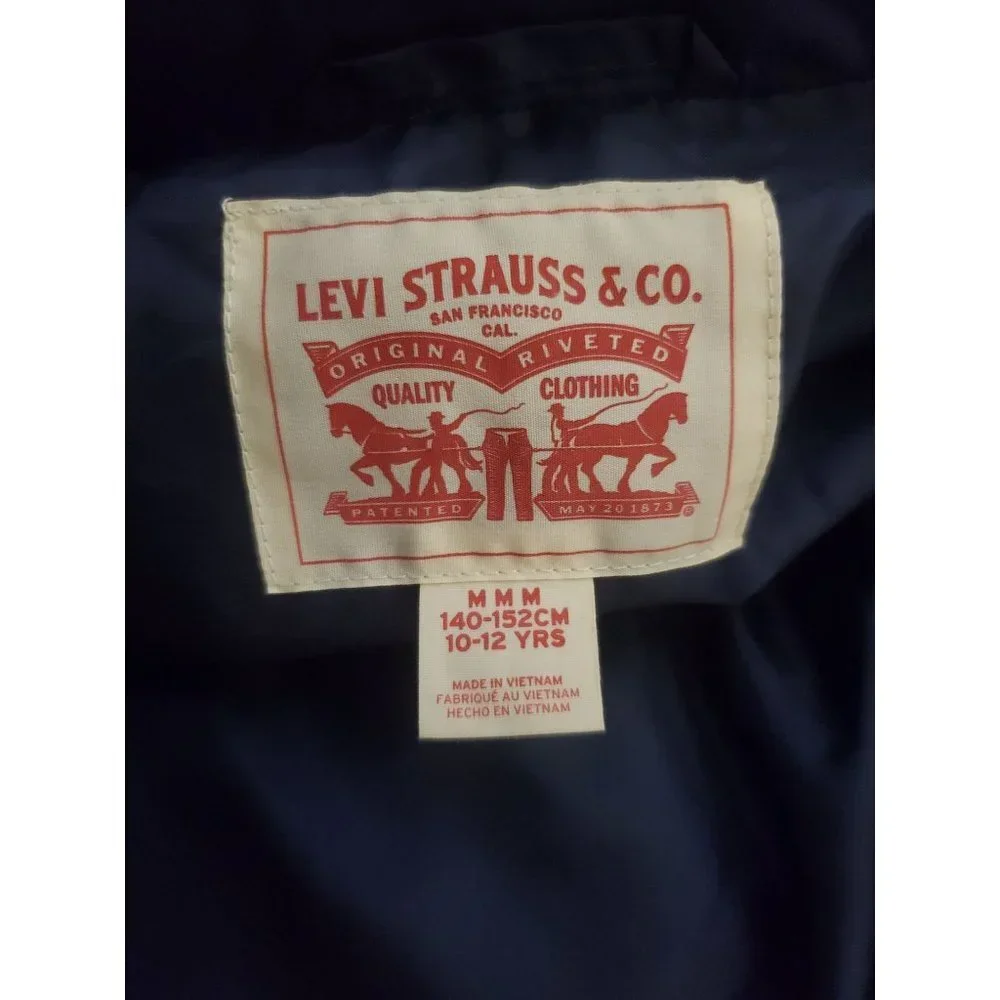 LEVI STRAUSS & CO.
SAN FRANCISCO
CAL.
ORIGINAL RIVETED
QUALITY CLOTHING
PATENTED MAY 20 1873 ®
M M M
140-152CM
10-12 YRS
MADE IN VIETNAM
FABRIQUÉ AU VIETNAM
HECHO EN VIETNAM